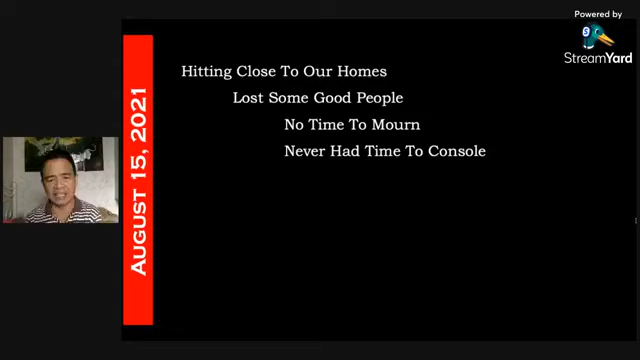 Powered by
StreamYard
AUGUST 15, 2021
Hitting Close To Our Homes
Lost Some Good People
No Time To Mourn
Never Had Time To Console